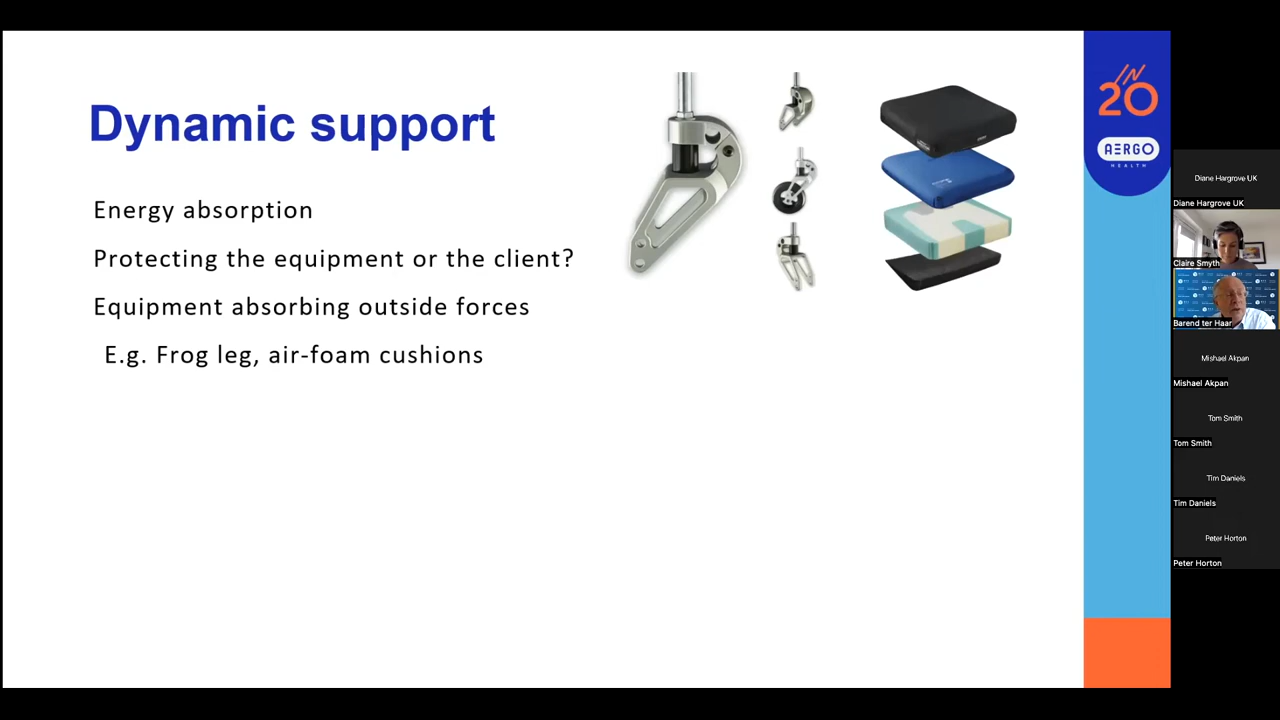 Dynamic support
Energy absorption
Protecting the equipment or the client?
Equipment absorbing outside forces
E.g. Frog leg, air-foam cushions
IN
20
AERGO
HEALTH
Diane Hargrove UK
Diane Hargrove UK
Claire Smyth
Barend ter Haar
Mishael Akpan
Mishael Akpan
Tom Smith
Tom Smith
Tim Daniels
Tim Daniels
Peter Horton
Peter Horton